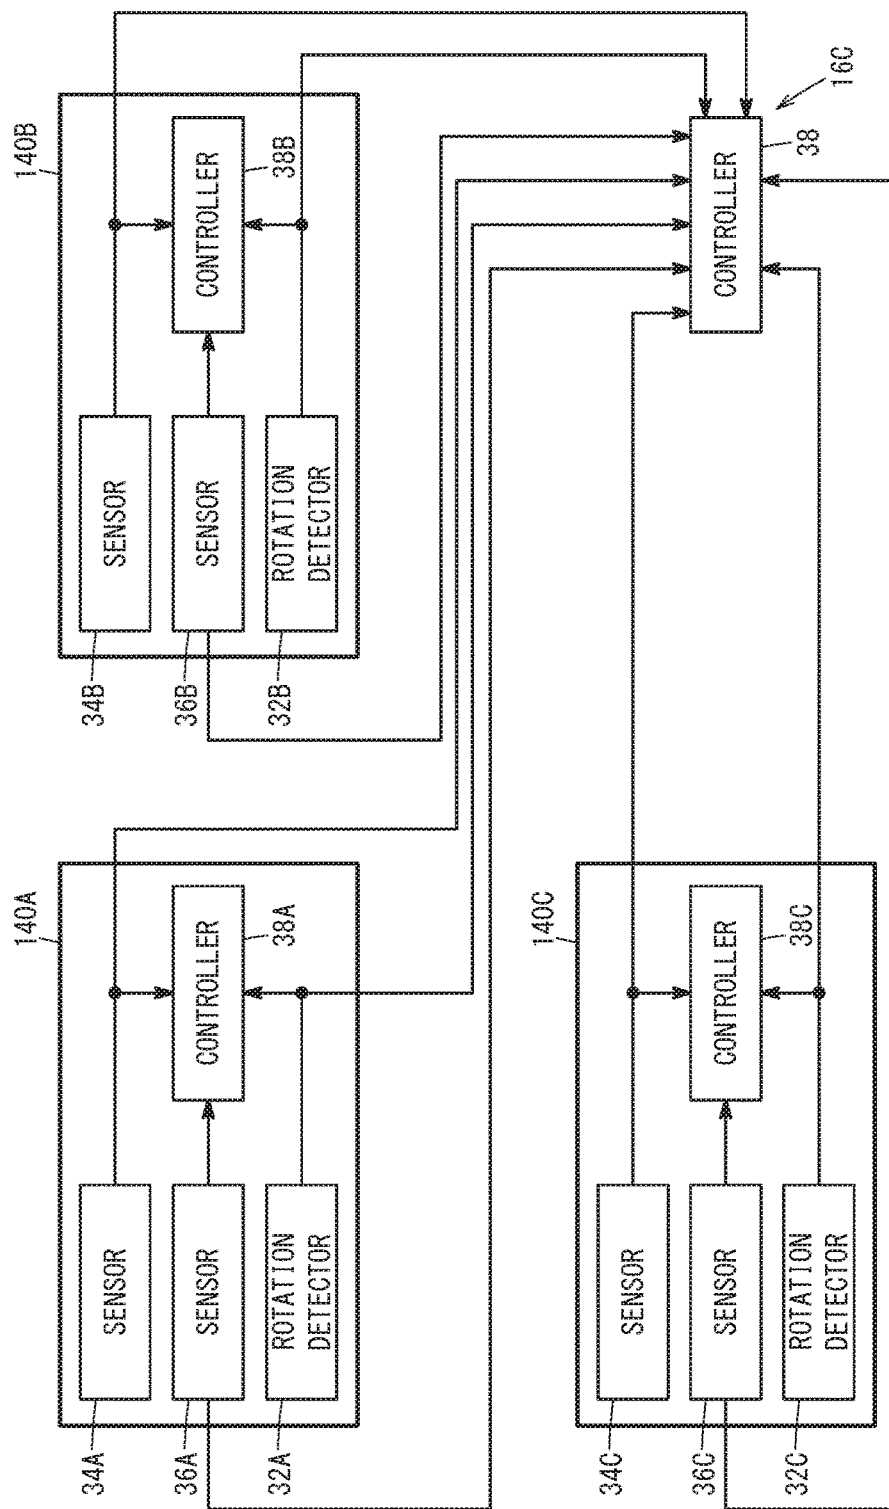 140A
34A
SENSOR
36A
SENSOR
CONTROLLER
38A
32A
ROTATION
DETECTOR
140B
34B
SENSOR
36B
SENSOR
CONTROLLER
38B
32B
ROTATION
DETECTOR
140C
34C
SENSOR
36C
SENSOR
CONTROLLER
38C
32C
ROTATION
DETECTOR
CONTROLLER
38
16C